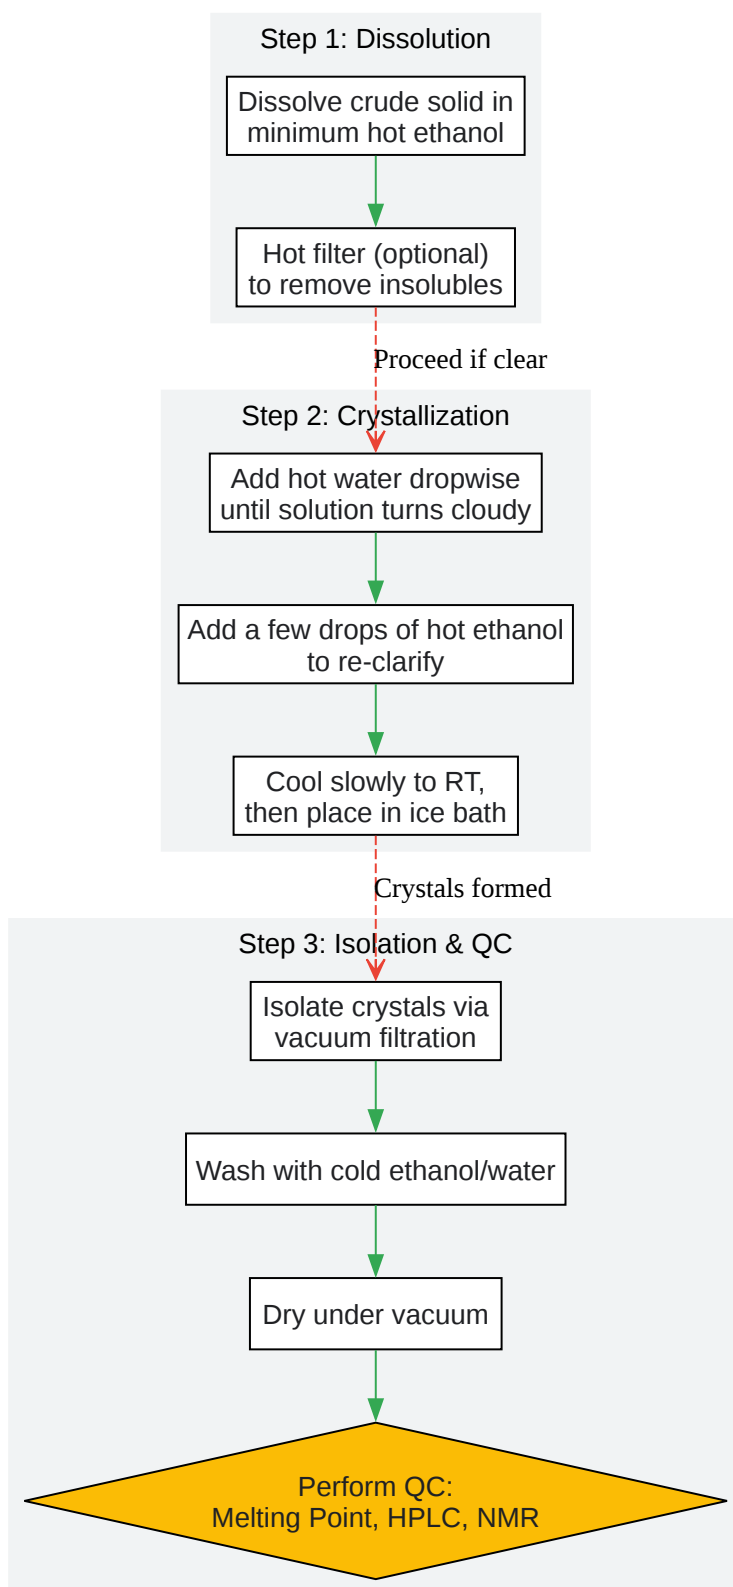 Step 1: Dissolution
Dissolve crude solid in
minimum hot ethanol
Hot filter (optional)
to remove insolubles
Proceed if clear
Step 2: Crystallization
Add hot water dropwise
until solution turns cloudy
Add a few drops of hot ethanol
to re-clarify
Cool slowly to RT,
then place in ice bath
Crystals formed
Step 3: Isolation & QC
Isolate crystals via
vacuum filtration
Wash with cold ethanol/water
Dry under vacuum
Perform QC:
Melting Point, HPLC, NMR